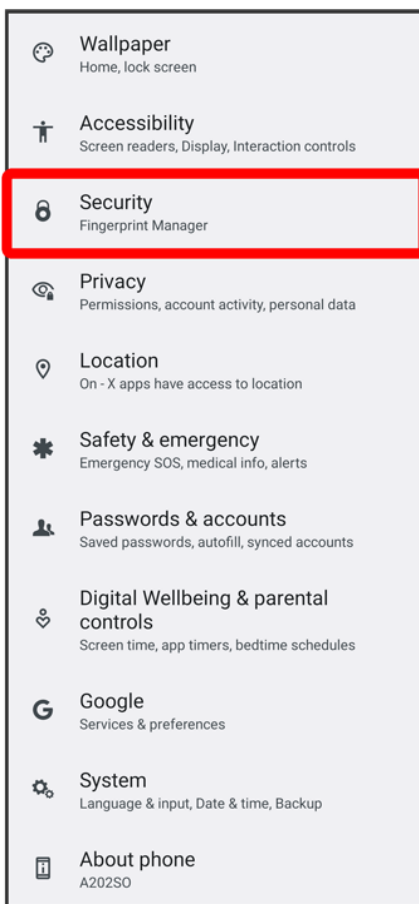 Wallpaper
Home, lock screen
Accessibility
Screen readers, Display, Interaction controls
Security
Fingerprint Manager
Privacy
Permissions, account activity, personal data
Location
On - X apps have access to location
Safety & emergency
Emergency SOS, medical info, alerts
Passwords & accounts
Saved passwords, autofill, synced accounts
Digital Wellbeing & parental
controls
Screen time, app timers, bedtime schedules
Google
Services & preferences
System
Language & input, Date & time, Backup
About phone
A202SO